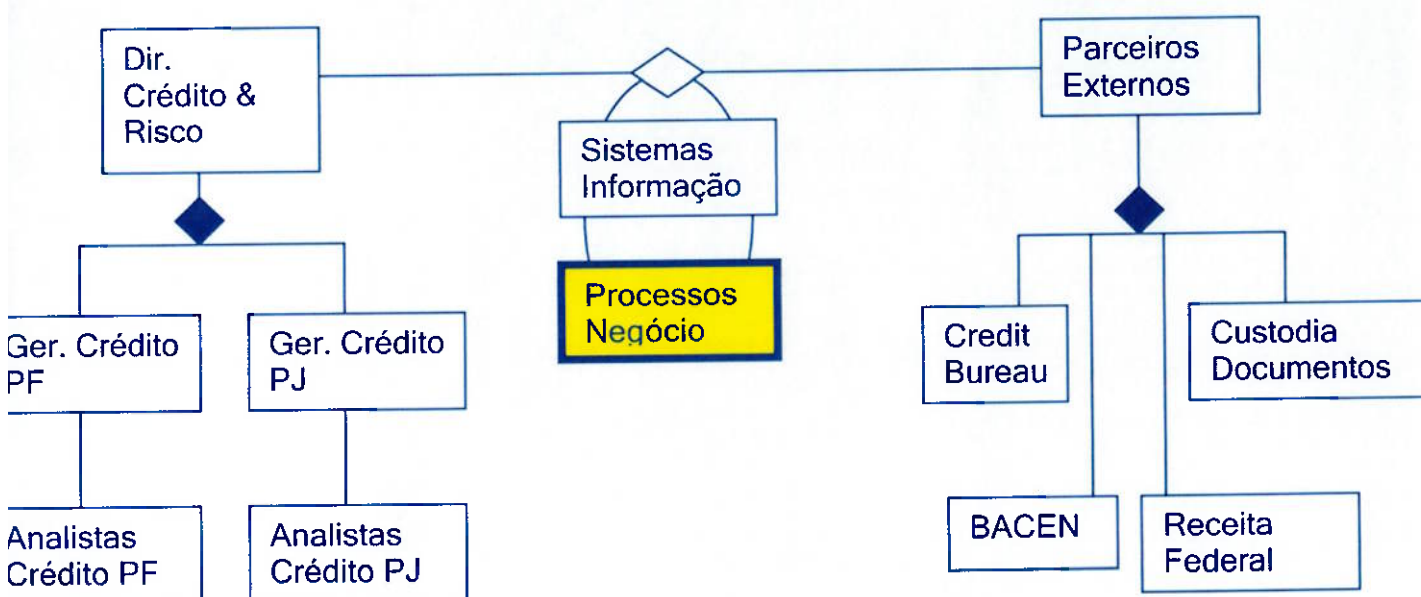 Dir.
Crédito &
Risco
Parceiros
Externos
Sistemas
Informação
Processos
Negócio
Ger. Crédito
PF
Ger. Crédito
PJ
Credit
Bureau
Custodia
Documentos
Analistas
Crédito PF
Analistas
Crédito PJ
BACEN
Receita
Federal